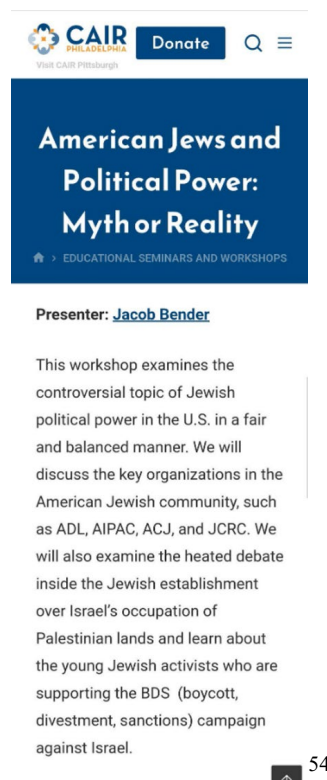 CAIR
PHILADELPHIA
Donate
Visit CAIR Pittsburgh
American Jews and
Political Power:
Myth or Reality
> EDUCATIONAL SEMINARS AND WORKSHOPS
Presenter: Jacob Bender
This workshop examines the
controversial topic of Jewish
political power in the U.S. in a fair
and balanced manner. We will
discuss the key organizations in the
American Jewish community, such
as ADL, AIPAC, ACJ, and JCRC. We
will also examine the heated debate
inside the Jewish establishment
over Israel’s occupation of
Palestinian lands and learn about
the young Jewish activists who are
supporting the BDS (boycott,
divestment, sanctions) campaign
against Israel.
54